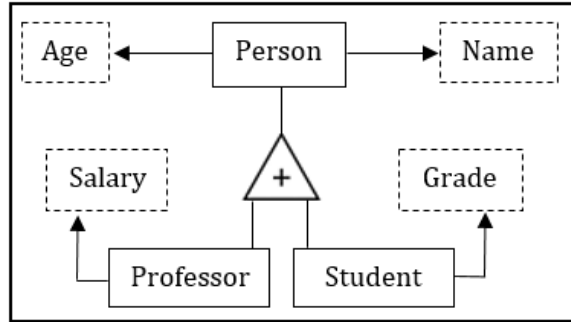 Age
Person
Name
Salary
+
Grade
Professor
Student